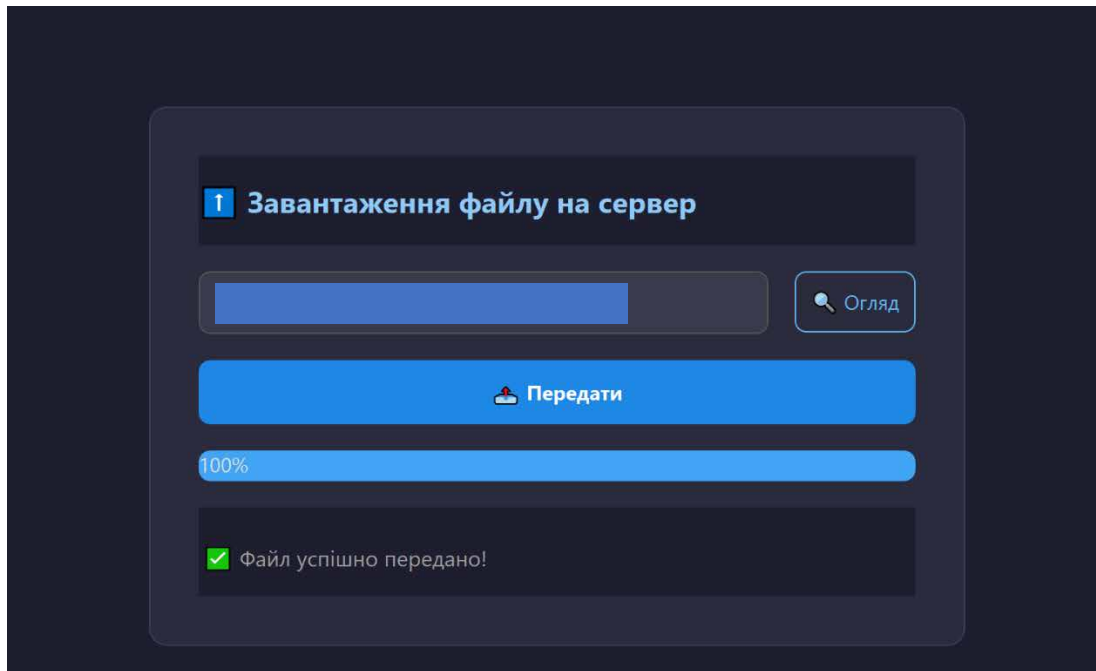 Завантаження файлу на сервер
Огляд
Передати
100%
Файл успішно передано!